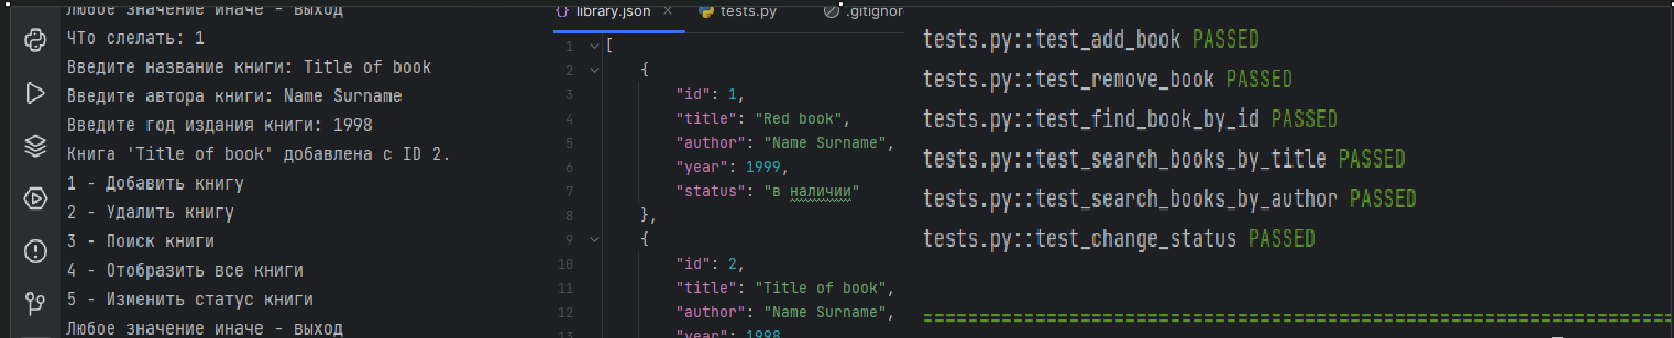 Любое значение иначе - выход
ЧТо слелать: 1
Введите название книги: Title of book
Введите автора книги: Name Surname
Введите год издания книги: 1998
Книга 'Title of book' добавлена с ID 2.
1 - Добавить книгу
2 - Удалить книгу
3 - Поиск книги
4 - Отобразить все книги
5 - Изменить статус книги
Любое значение иначе - выход
{} library.json × tests.py .gitignor
1 [
2 {
3 "id": 1,
4 "title": "Red book",
5 "author": "Name Surname",
6 "year": 1999,
7 "status": "в наличии"
8 },
9 {
10 "id": 2,
11 "title": "Title of book",
12 "author": "Name Surname",
13 "year": 1998
tests.py::test_add_book PASSED
tests.py::test_remove_book PASSED
tests.py::test_find_book_by_id PASSED
tests.py::test_search_books_by_title PASSED
tests.py::test_search_books_by_author PASSED
tests.py::test_change_status PASSED